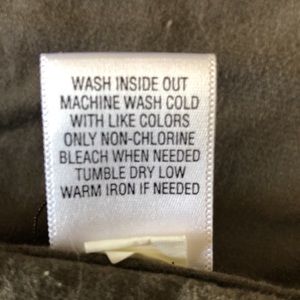 WASH INSIDE OUT
MACHINE WASH COLD
WITH LIKE COLORS
ONLY NON-CHLORINE
BLEACH WHEN NEEDED
TUMBLE DRY LOW
WARM IRON IF NEEDED